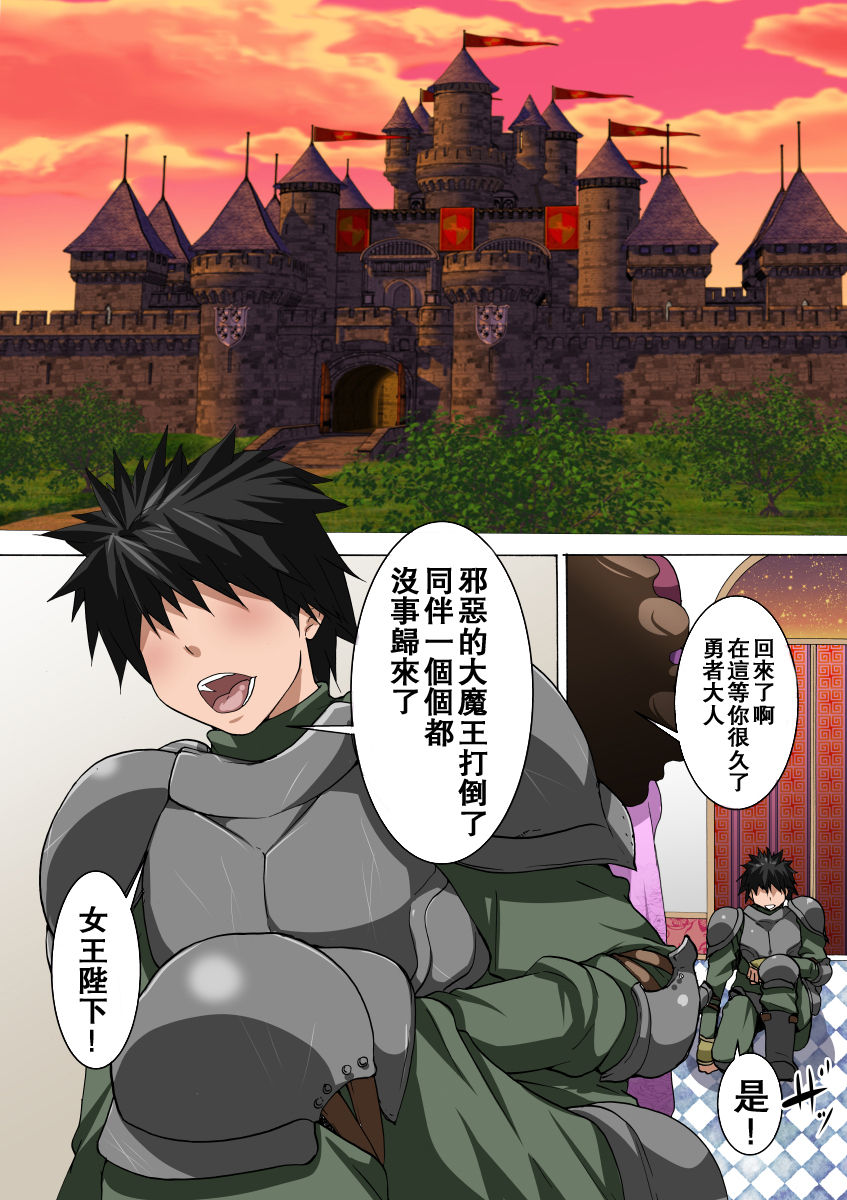 回來了啊
在這等你很久了
勇者大人
是！
ザッ
邪惡的大魔王打倒了
同伴一個個都
沒事歸來了
女王陛下！